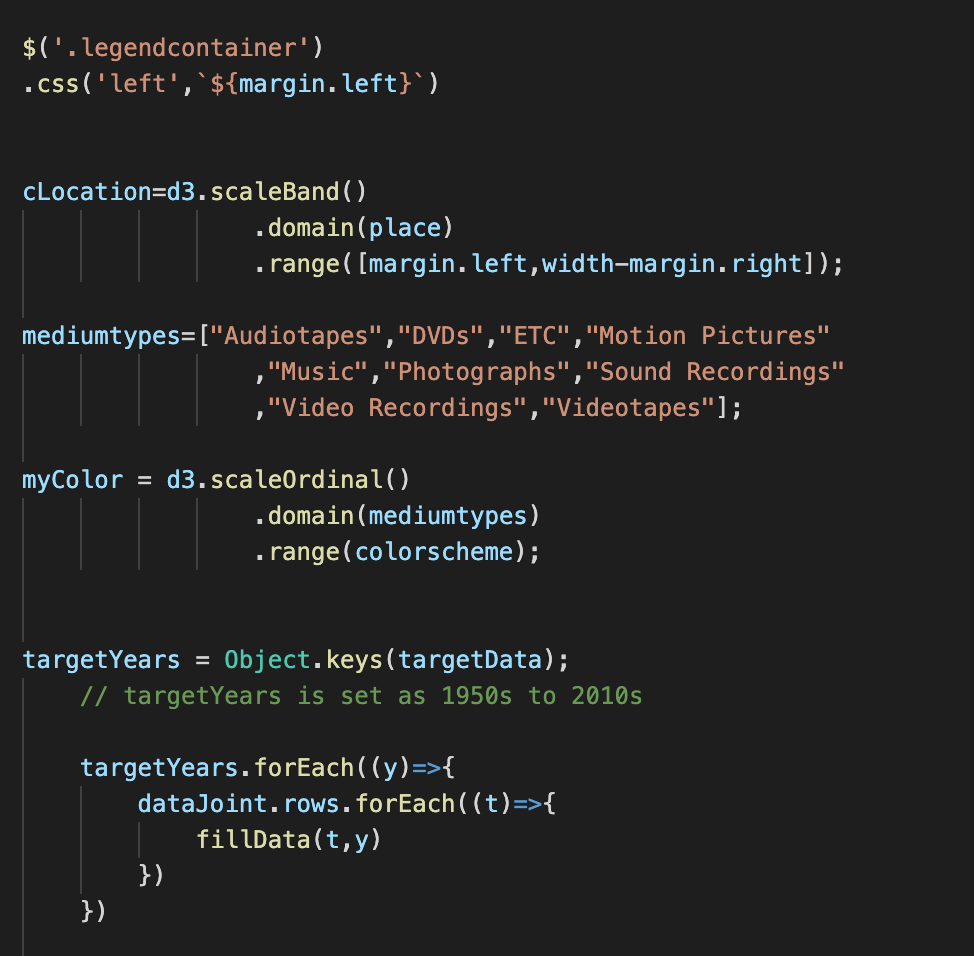 $('.legendcontainer')
.css('left',`${margin.left}`)
cLocation=d3.scaleBand()
.domain(place)
.range([margin.left,width-margin.right]);
mediumtypes=["Audiotapes","DVDs","ETC","Motion Pictures"
,"Music","Photographs","Sound Recordings"
,"Video Recordings","Videotapes"];
myColor = d3.scaleOrdinal()
.domain(mediumtypes)
.range(colorscheme);
targetYears = Object.keys(targetData);
// targetYears is set as 1950s to 2010s
targetYears.forEach((y)=>{
dataJoint.rows.forEach((t)=>{
fillData(t,y)
})
})